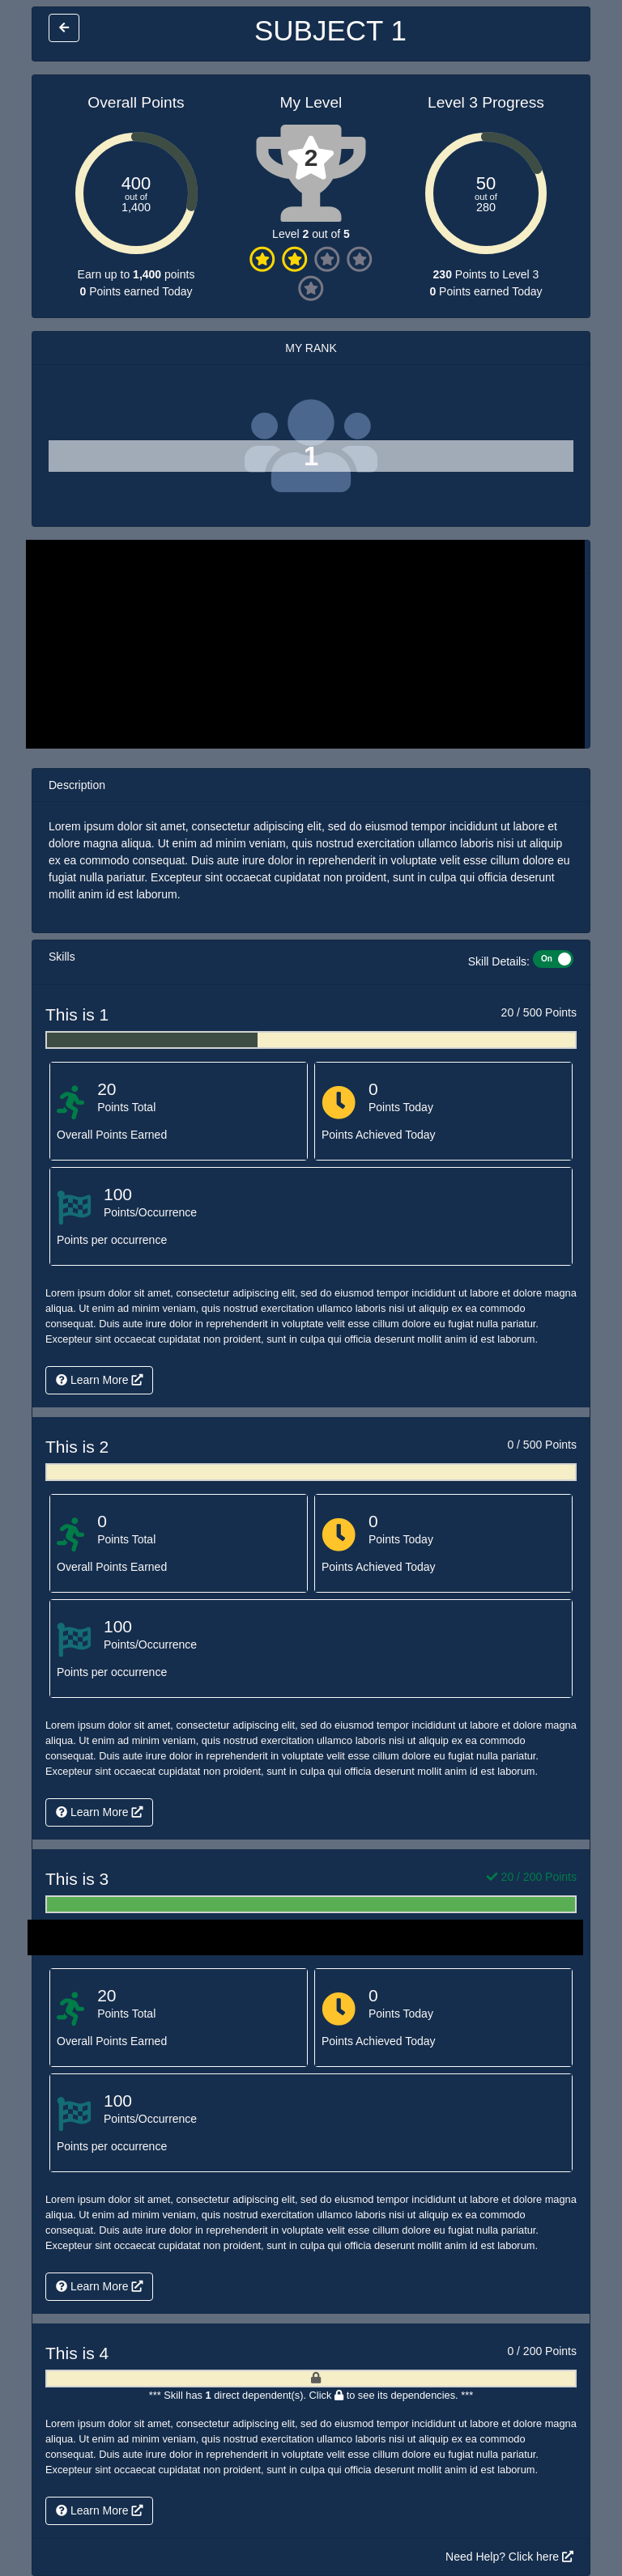 SUBJECT 1
Overall Points
My Level
Level 3 Progress
400
out of
1,400
2
50
out of
280
Level 2 out of 5
Earn up to 1,400 points
0 Points earned Today
230 Points to Level 3
0 Points earned Today
MY RANK
1
Description
Lorem ipsum dolor sit amet, consectetur adipiscing elit, sed do eiusmod tempor incididunt ut labore et
dolore magna aliqua. Ut enim ad minim veniam, quis nostrud exercitation ullamco laboris nisi ut aliquip
ex ea commodo consequat. Duis aute irure dolor in reprehenderit in voluptate velit esse cillum dolore eu
fugiat nulla pariatur. Excepteur sint occaecat cupidatat non proident, sunt in culpa qui officia deserunt
mollit anim id est laborum.
Skills
Skill Details: On
This is 1
20 / 500 Points
20
Points Total
Overall Points Earned
0
Points Today
Points Achieved Today
100
Points/Occurrence
Points per occurrence
Lorem ipsum dolor sit amet, consectetur adipiscing elit, sed do eiusmod tempor incididunt ut labore et dolore magna
aliqua. Ut enim ad minim veniam, quis nostrud exercitation ullamco laboris nisi ut aliquip ex ea commodo
consequat. Duis aute irure dolor in reprehenderit in voluptate velit esse cillum dolore eu fugiat nulla pariatur.
Excepteur sint occaecat cupidatat non proident, sunt in culpa qui officia deserunt mollit anim id est laborum.
Learn More
This is 2
0 / 500 Points
0
Points Total
Overall Points Earned
0
Points Today
Points Achieved Today
100
Points/Occurrence
Points per occurrence
Lorem ipsum dolor sit amet, consectetur adipiscing elit, sed do eiusmod tempor incididunt ut labore et dolore magna
aliqua. Ut enim ad minim veniam, quis nostrud exercitation ullamco laboris nisi ut aliquip ex ea commodo
consequat. Duis aute irure dolor in reprehenderit in voluptate velit esse cillum dolore eu fugiat nulla pariatur.
Excepteur sint occaecat cupidatat non proident, sunt in culpa qui officia deserunt mollit anim id est laborum.
Learn More
This is 3
20 / 200 Points
20
Points Total
Overall Points Earned
0
Points Today
Points Achieved Today
100
Points/Occurrence
Points per occurrence
Lorem ipsum dolor sit amet, consectetur adipiscing elit, sed do eiusmod tempor incididunt ut labore et dolore magna
aliqua. Ut enim ad minim veniam, quis nostrud exercitation ullamco laboris nisi ut aliquip ex ea commodo
consequat. Duis aute irure dolor in reprehenderit in voluptate velit esse cillum dolore eu fugiat nulla pariatur.
Excepteur sint occaecat cupidatat non proident, sunt in culpa qui officia deserunt mollit anim id est laborum.
Learn More
This is 4
0 / 200 Points
*** Skill has 1 direct dependent(s). Click to see its dependencies. ***
Lorem ipsum dolor sit amet, consectetur adipiscing elit, sed do eiusmod tempor incididunt ut labore et dolore magna
aliqua. Ut enim ad minim veniam, quis nostrud exercitation ullamco laboris nisi ut aliquip ex ea commodo
consequat. Duis aute irure dolor in reprehenderit in voluptate velit esse cillum dolore eu fugiat nulla pariatur.
Excepteur sint occaecat cupidatat non proident, sunt in culpa qui officia deserunt mollit anim id est laborum.
Learn More
Need Help? Click here